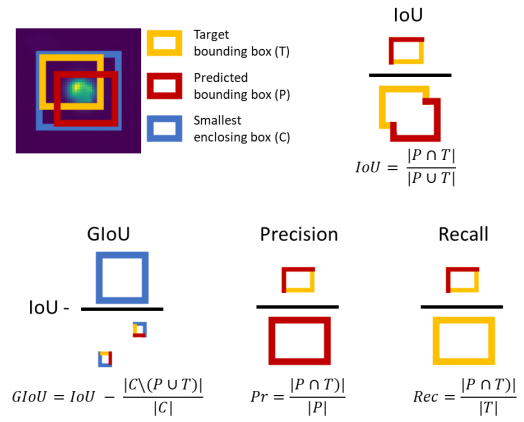 Target
bounding box (T)
Predicted
bounding box (P)
Smallest
enclosing box (C)
IoU
IoU = |P ∩ T| / |P ∪ T|
GIoU
IoU -
GIoU = IoU − |C\(P ∪ T)| / |C|
Precision
Pr = |P ∩ T)| / |P|
Recall
Rec = |P ∩ T)| / |T|